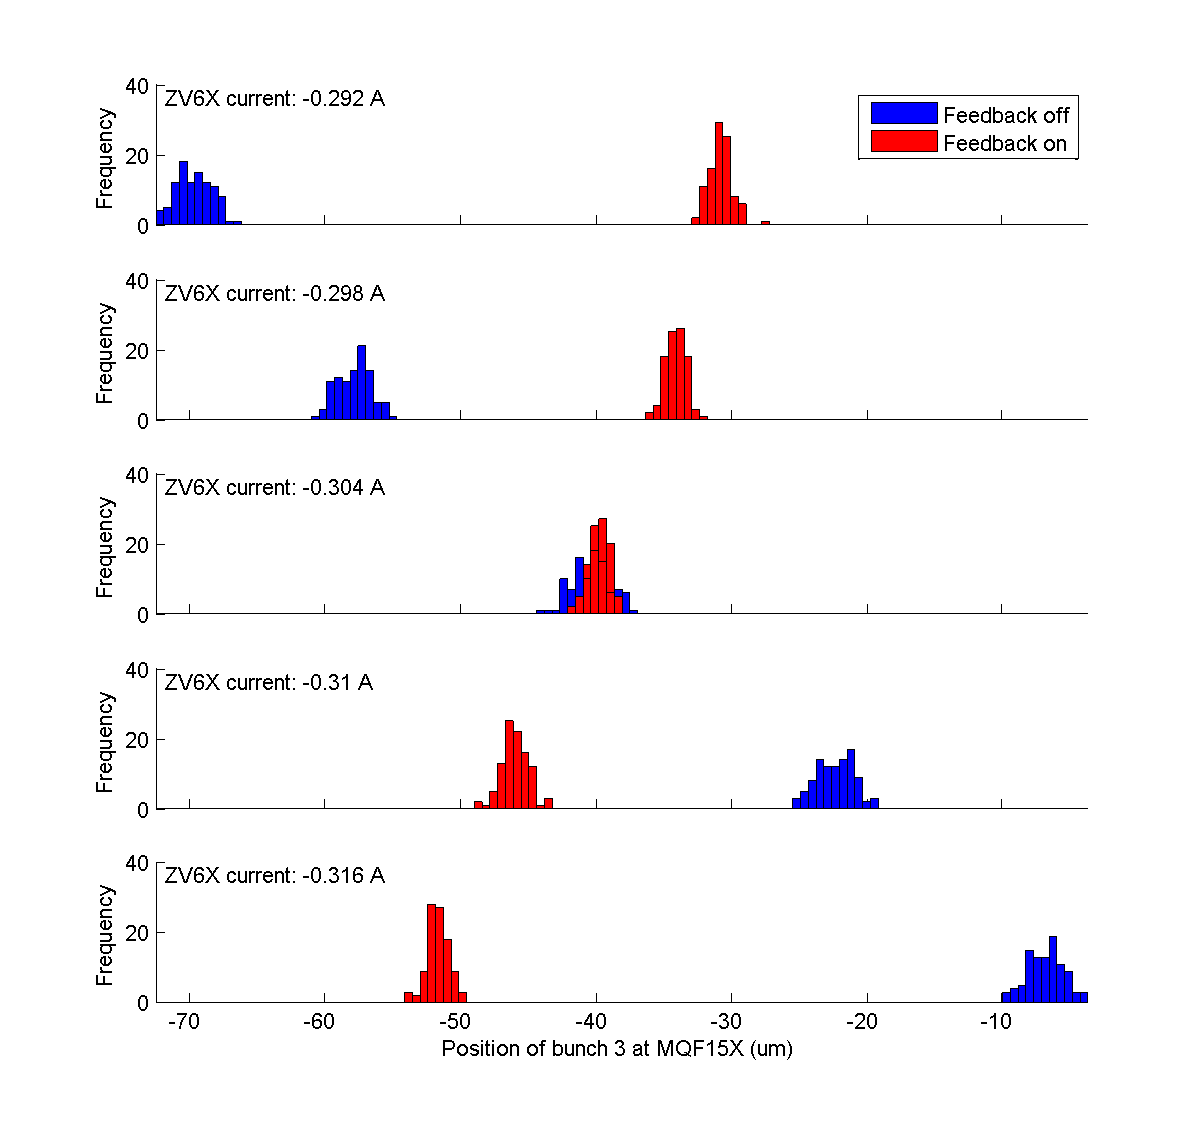 40
ZV6X current: -0.292 A
Feedback off
Feedback on
20
0
Frequency
40
ZV6X current: -0.298 A
20
0
Frequency
40
ZV6X current: -0.304 A
20
0
Frequency
40
ZV6X current: -0.31 A
20
0
Frequency
40
ZV6X current: -0.316 A
20
0
Frequency
-70 -60 -50 -40 -30 -20 -10
Position of bunch 3 at MQF15X (um)